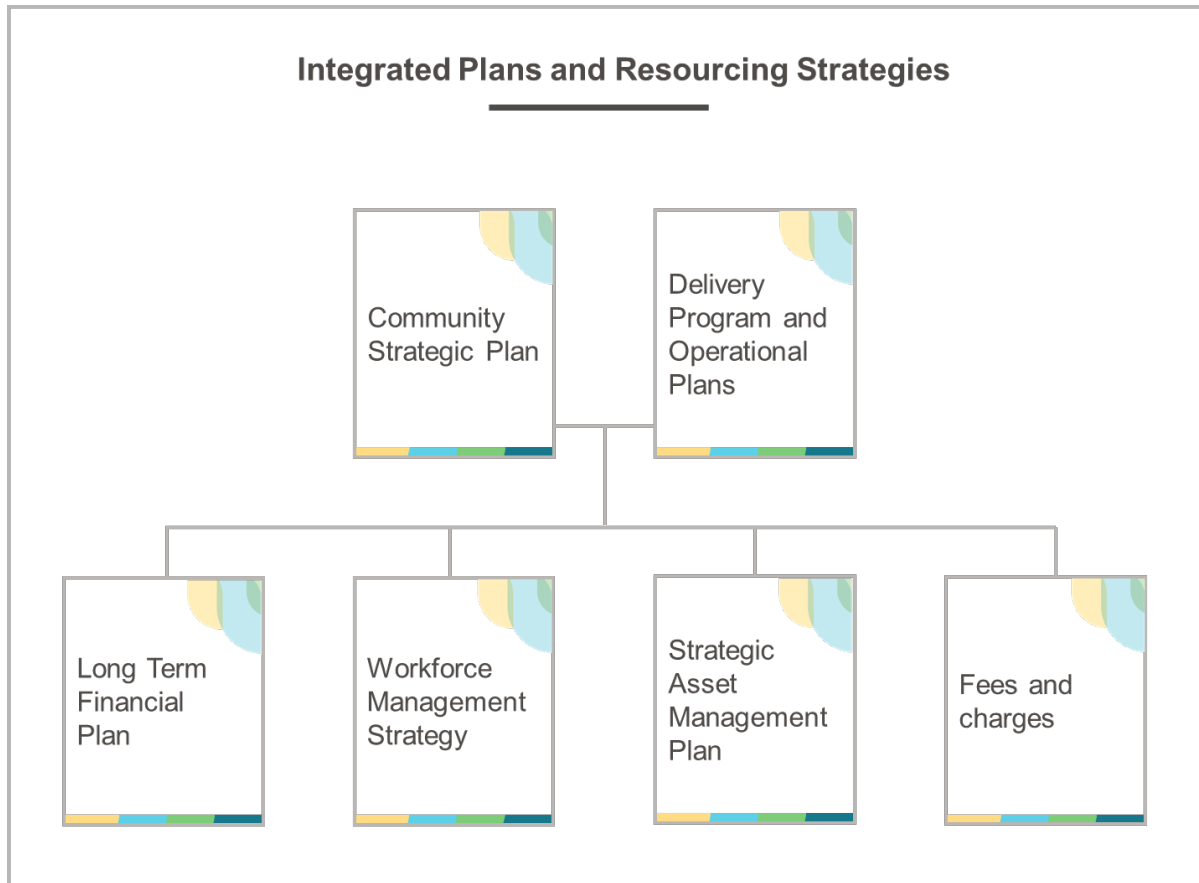 Integrated Plans and Resourcing Strategies
Community
Strategic Plan
Delivery
Program and
Operational
Plans
Long Term
Financial
Plan
Workforce
Management
Strategy
Strategic
Asset
Management
Plan
Fees and
charges